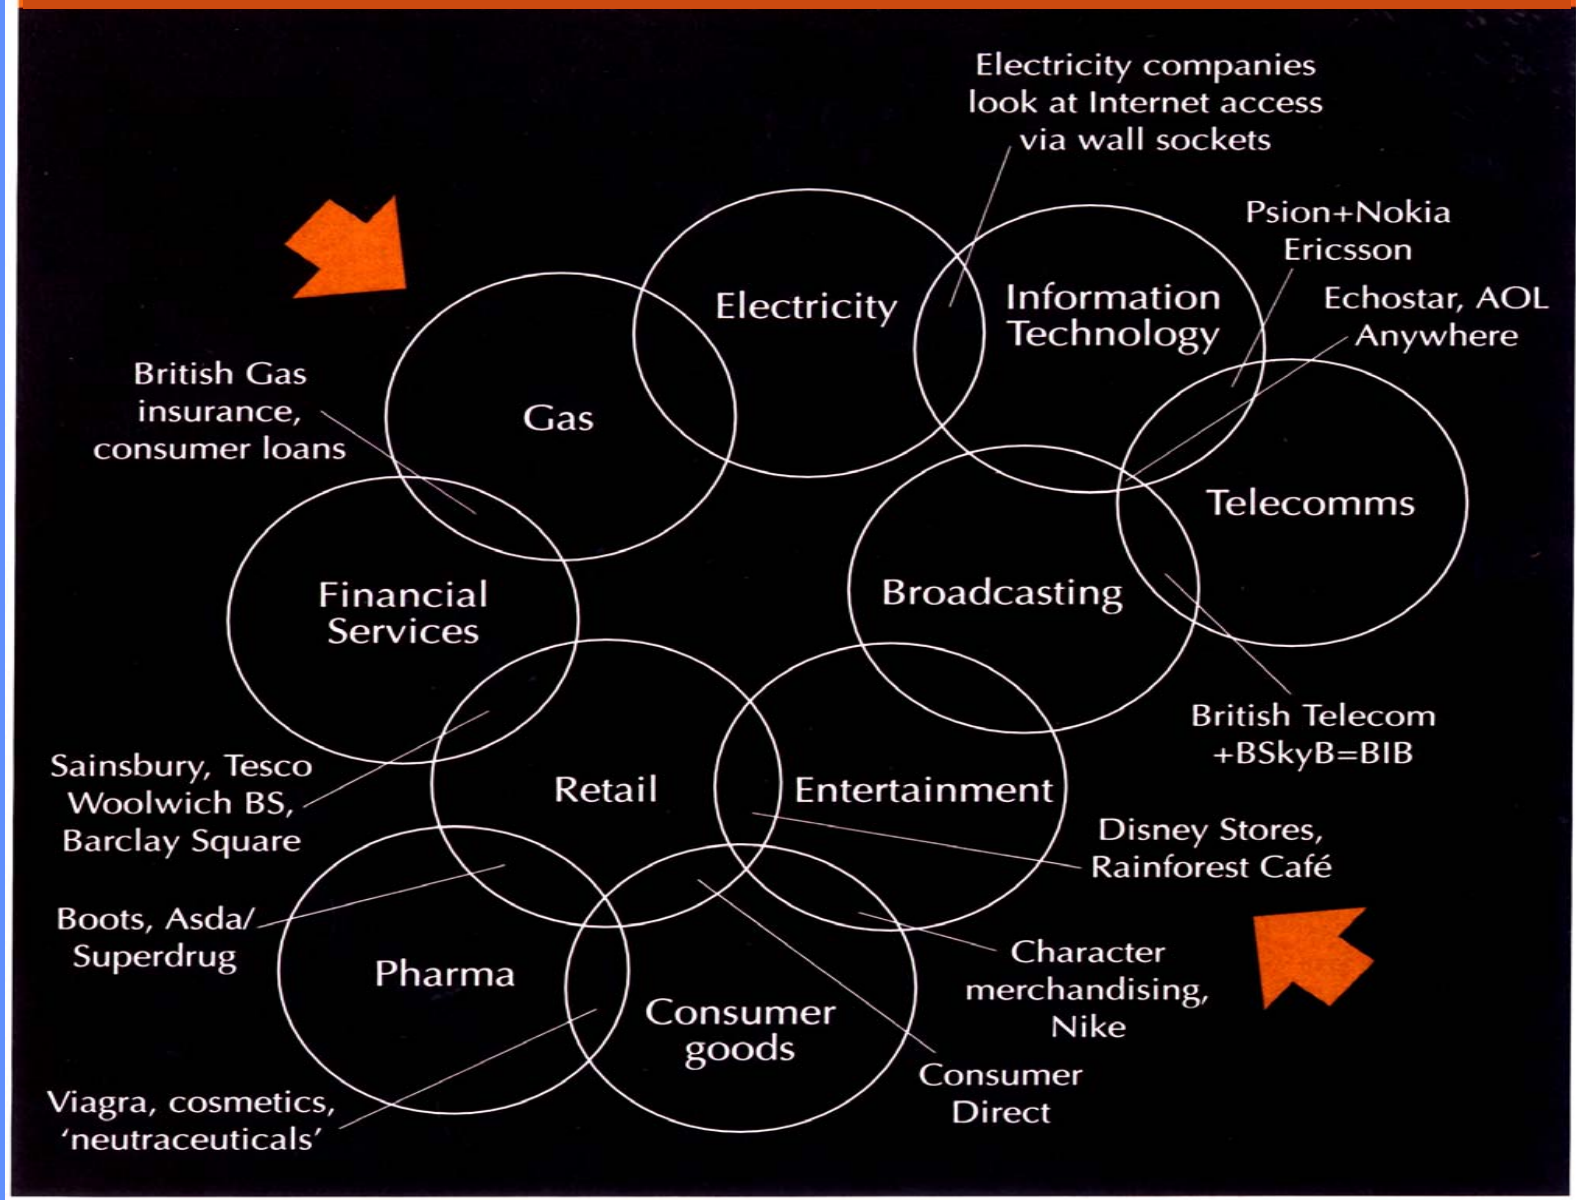 Electricity companies
look at Internet access
via wall sockets
Psion+Nokia
Ericsson
Echostar, AOL
Anywhere
Electricity
Information
Technology
British Gas
insurance,
consumer loans
Gas
Telecomms
Financial
Services
Broadcasting
British Telecom
+BSkyB=BIB
Sainsbury, Tesco
Woolwich BS,
Barclay Square
Retail
Entertainment
Disney Stores,
Rainforest Café
Boots, Asda/
Superdrug
Pharma
Character
merchandising,
Nike
Consumer
goods
Consumer
Direct
Viagra, cosmetics,
‘neutraceuticals’